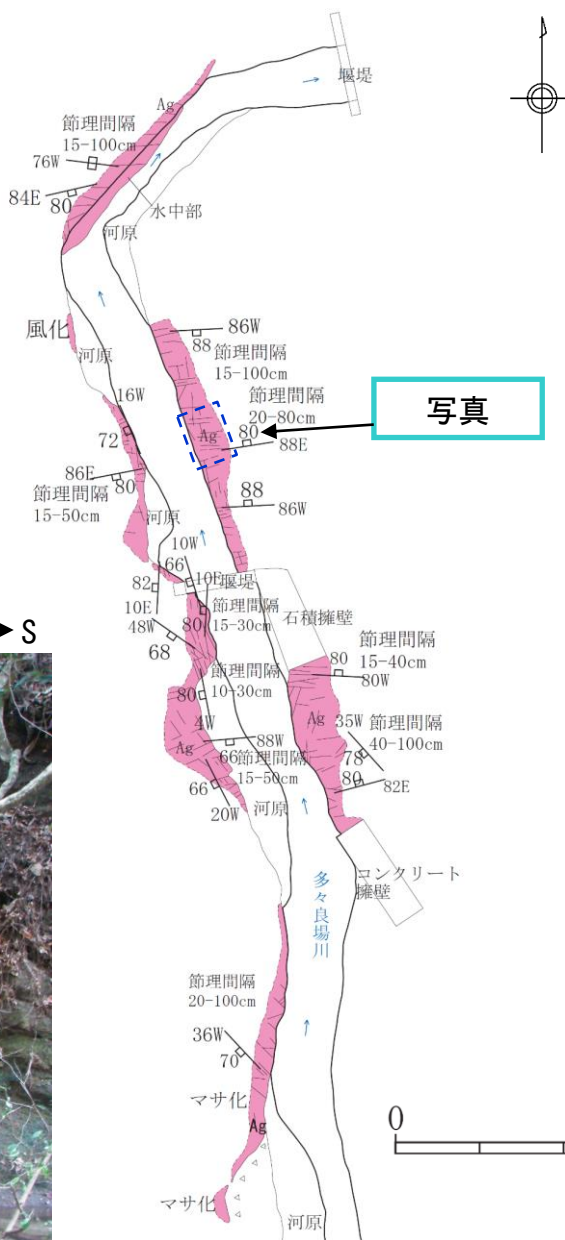 堰堤
Ag
節理間隔
15-100cm
76W
84E
80
水中部
河原
風化
河原
86W
88
節理間隔
15-100cm
節理間隔
20-80cm
写真
Ag
80
88E
16W
72
86E
80
節理間隔
15-50cm
88
86W
河原
10W
66
10E
堰堤
82
10E
80
節理間隔
15-30cm
48W
68
石積擁壁
S
節理間隔
10-30cm
80
80
節理間隔
15-40cm
80W
4W
Ag
88W
66
節理間隔
15-50cm
Ag
35W
節理間隔
40-100cm
78
80
82E
66
20W
河原
コンクリート
擁壁
多々良場川
節理間隔
20-100cm
36W
70
マサ化
Ag
0
マサ化
河原